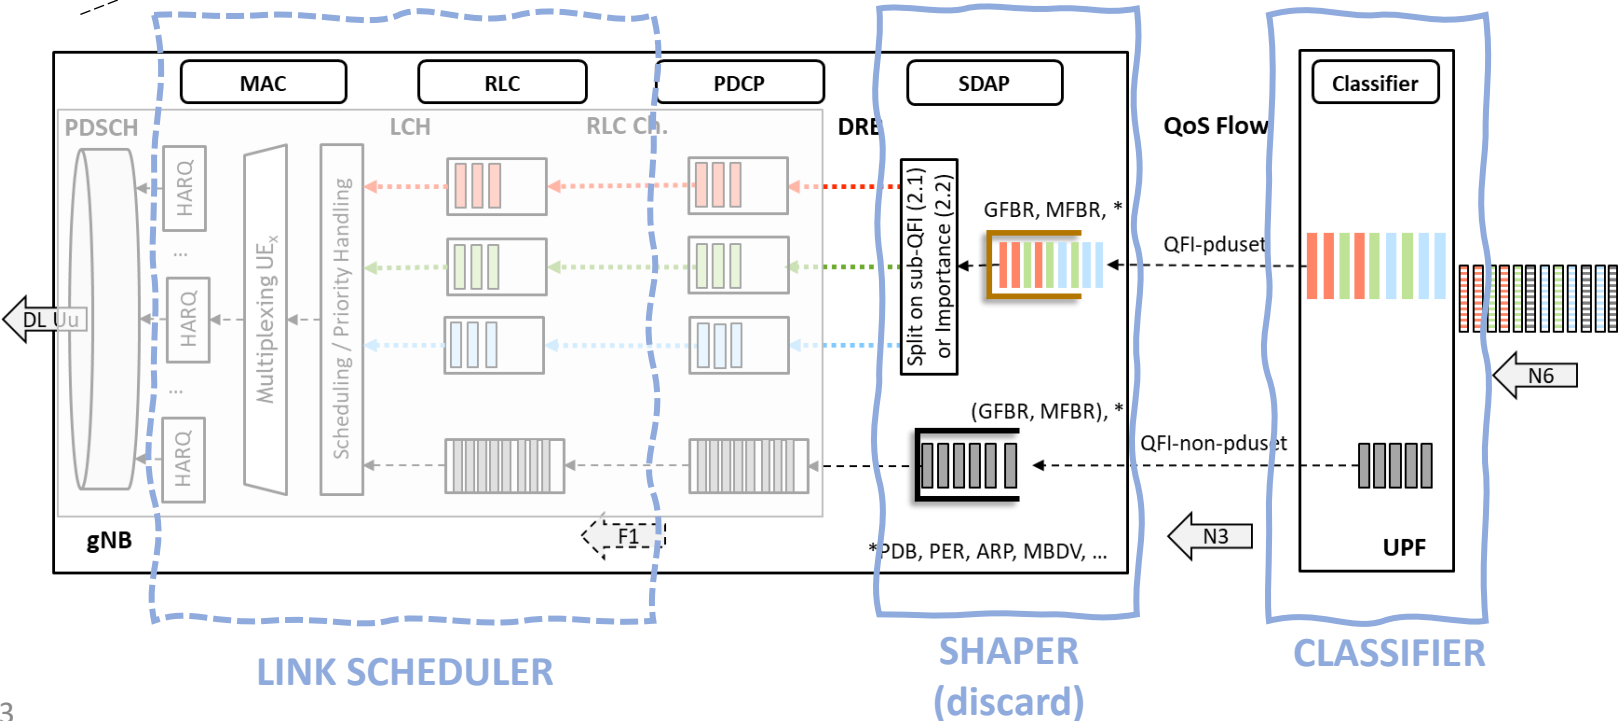 MAC
RLC
PDCP
SDAP
Classifier
PDSCH
LCH
RLC Ch.
DRB
QoS Flow
HARQ
...
HARQ
...
HARQ
Multiplexing UEx
Scheduling / Priority Handling
Split on sub-QFI (2.1)
or Importance (2.2)
GFBR, MFBR, *
QFI-pduset
(GFBR, MFBR), *
QFI-non-pduset
DL Uu
N6
gNB
F1
*PDB, PER, ARP, MBDV, ...
N3
UPF
LINK SCHEDULER
SHAPER
(discard)
CLASSIFIER
3